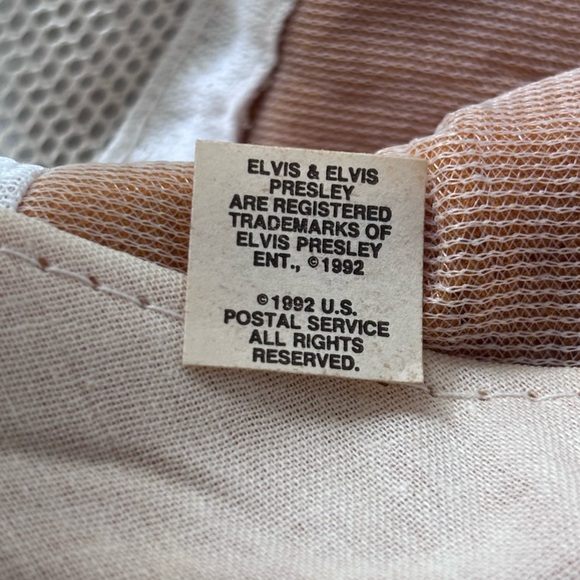 ELVIS & ELVIS
PRESLEY
ARE REGISTERED
TRADEMARKS OF
ELVIS PRESLEY
ENT., ©1992
©1992 U.S.
POSTAL SERVICE
ALL RIGHTS
RESERVED.